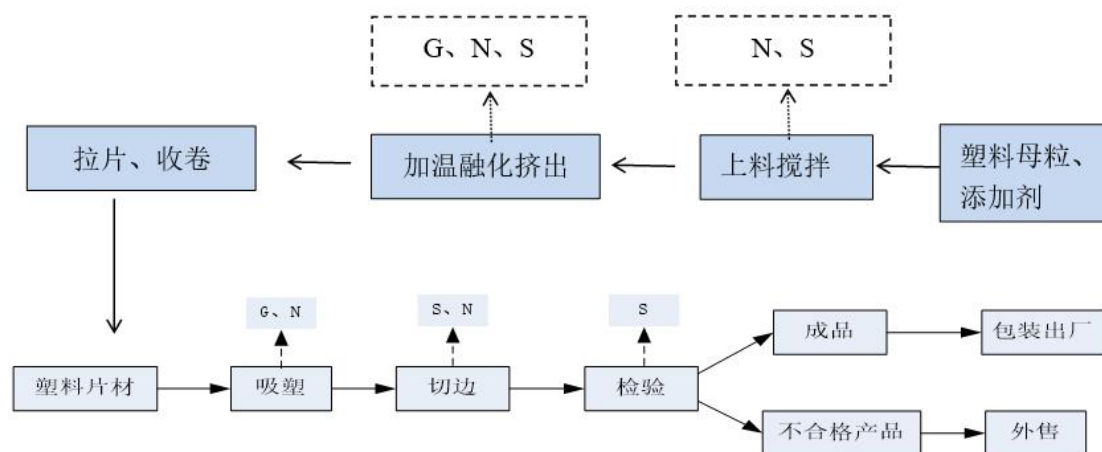 G、N、S
N、S
拉片、收卷
加温融化挤出
上料搅拌
塑料母粒、
添加剂
G、N
S、N
S
成品
包装出厂
塑料片材
吸塑
切边
检验
不合格产品
外售